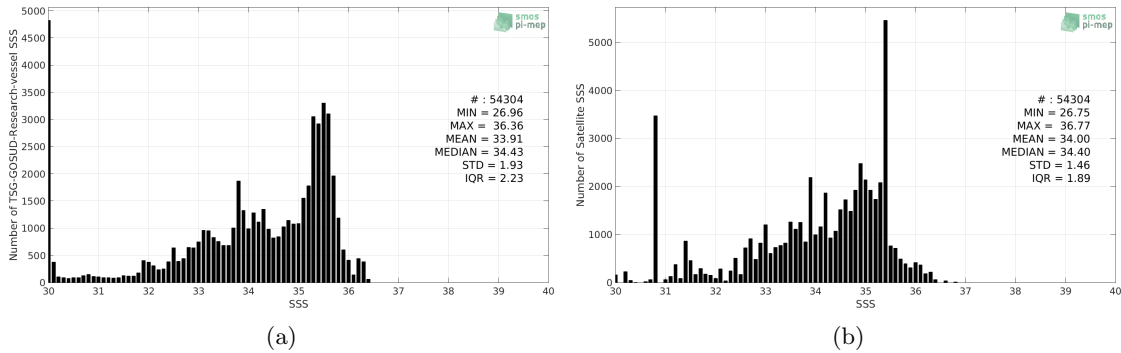 smos
pi-mep
Number of TSG-GOSUD-Research-vessel SSS
5000
4500
4000
3500
3000
2500
2000
1500
1000
500
0
# : 54304
MIN = 26.96
MAX = 36.36
MEAN = 33.91
MEDIAN = 34.43
STD = 1.93
IQR = 2.23
30 31 32 33 34 35 36 37 38 39 40
SSS
(a)
smos
pi-mep
Number of Satellite SSS
5000
4000
3000
2000
1000
0
# : 54304
MIN = 26.75
MAX = 36.77
MEAN = 34.00
MEDIAN = 34.40
STD = 1.46
IQR = 1.89
30 31 32 33 34 35 36 37 38 39 40
SSS
(b)